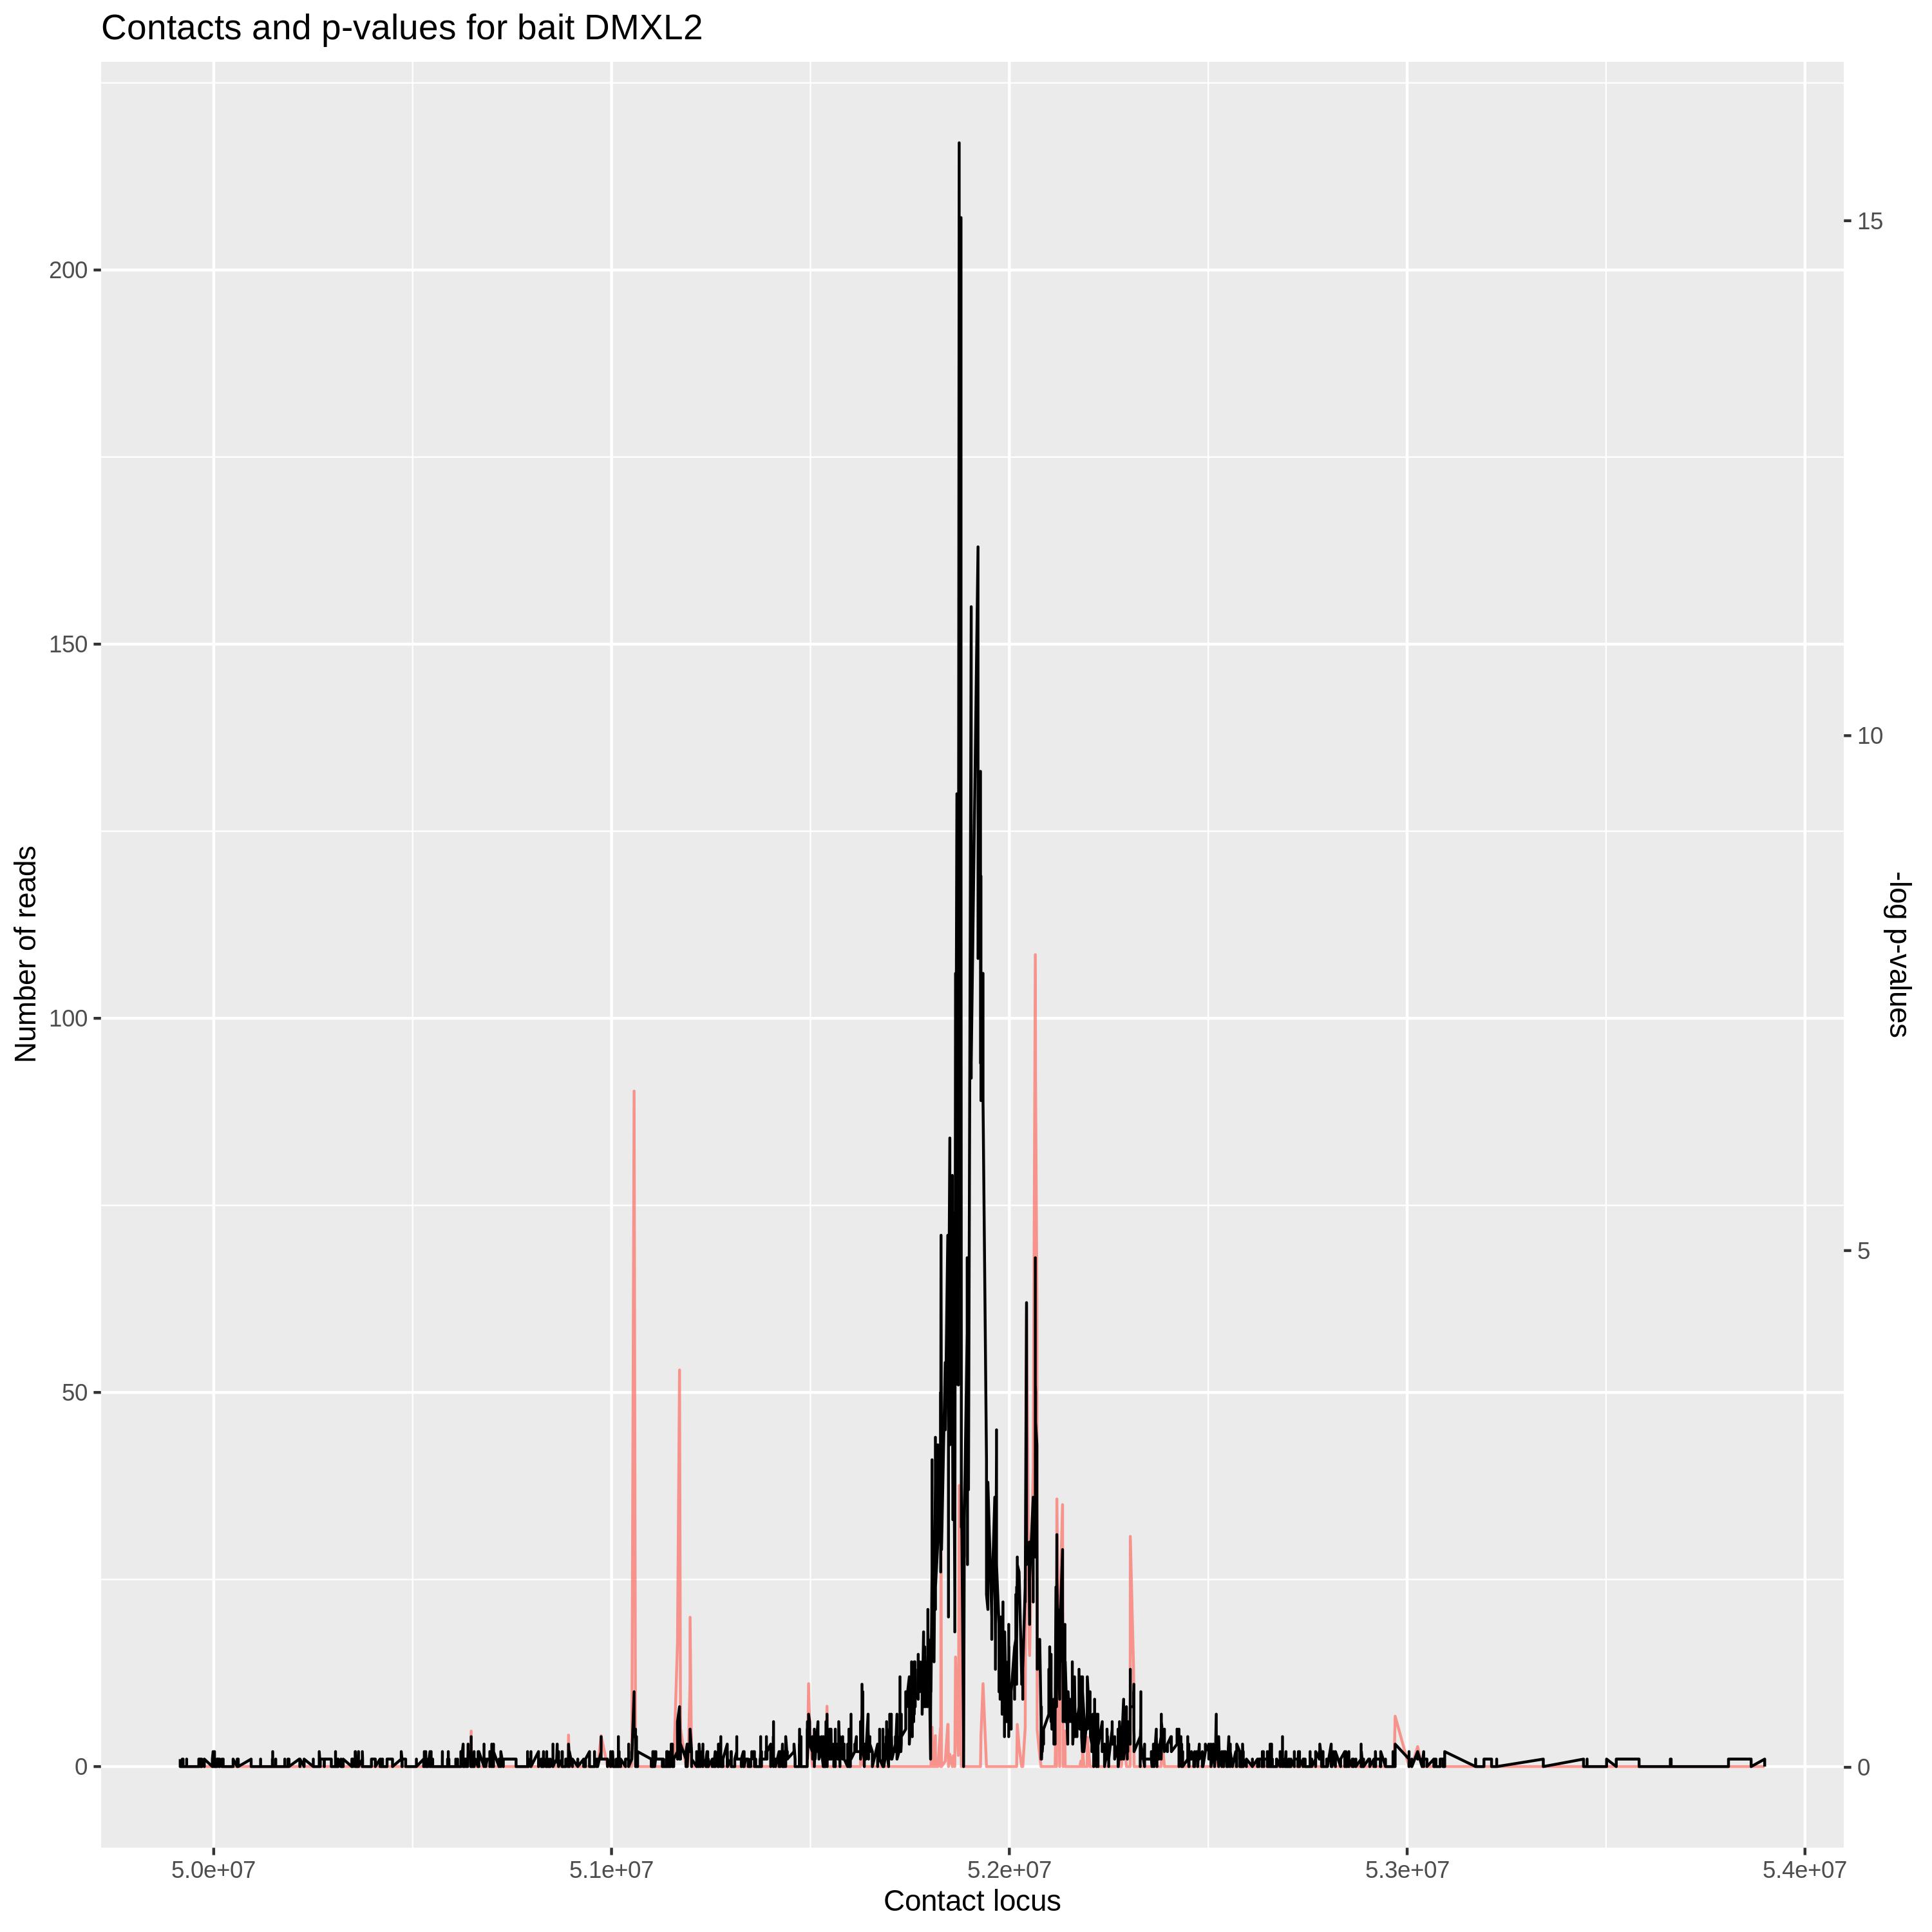 Contacts and p-values for bait DMXL2
Number of reads
200
150
100
50
0
15
10
5
0
-log p-values
5.0e+07 5.1e+07 5.2e+07 5.3e+07 5.4e+07
Contact locus